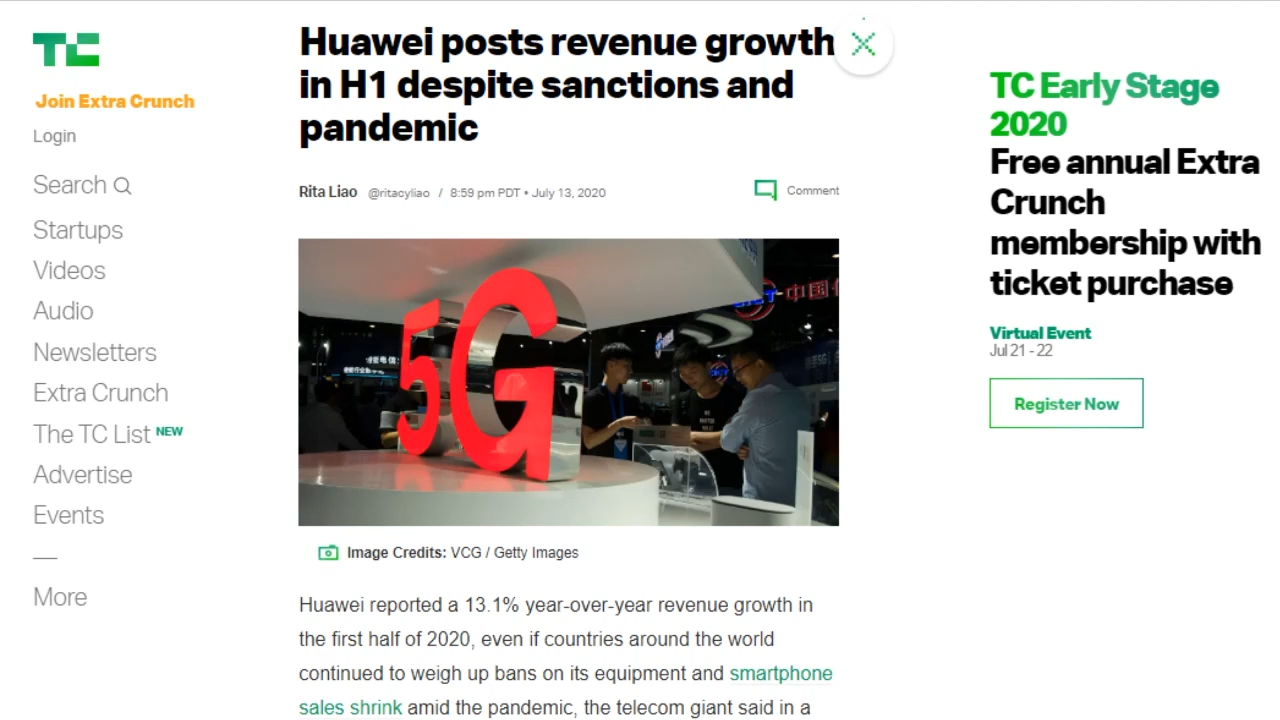 TC
Join Extra Crunch
Login
Search
Startups
Videos
Audio
Newsletters
Extra Crunch
The TC List NEW
Advertise
Events
—
More
Huawei posts revenue growth
in H1 despite sanctions and
pandemic
Rita Liao @ritacyliao / 8:59 pm PDT • July 13, 2020
Comment
5G
中国
Image Credits: VCG / Getty Images
Huawei reported a 13.1% year-over-year revenue growth in
the first half of 2020, even if countries around the world
continued to weigh up bans on its equipment and smartphone
sales shrink amid the pandemic, the telecom giant said in a
TC Early Stage
2020
Free annual Extra
Crunch
membership with
ticket purchase
Virtual Event
Jul 21 - 22
Register Now